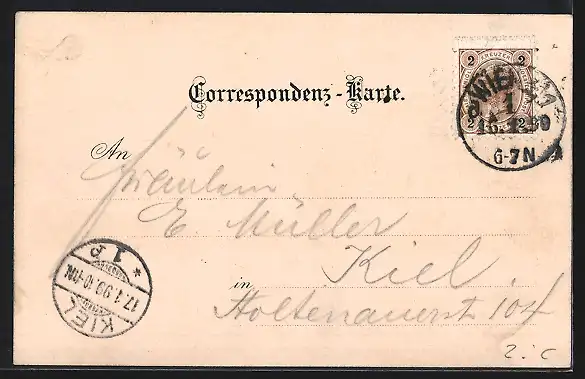 Correspondenz-Karte.
KREUZER
2 2
2 2
WIEN
1
6-7N
An
Fräulein
E. Müller
Kiel
in
Holtenauerstr 104
KIEL
17.1.99.10-11N.
* 1P